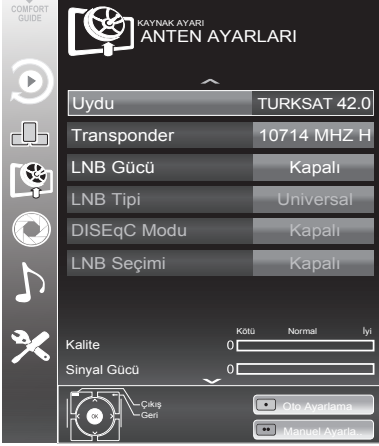 COMFORT
GUIDE
KAYNAK AYARI
ANTEN AYARLARI
Uydu TURKSAT 42.0
Transponder 10714 MHZ H
LNB Gücü Kapalı
LNB Tipi Universal
DISEqC Modu Kapalı
LNB Seçimi Kapalı
Kötü Normal İyi
Kalite 0
Sinyal Gücü 0
Çıkış
Geri
OK
Oto Ayarlama
Manuel Ayarla..